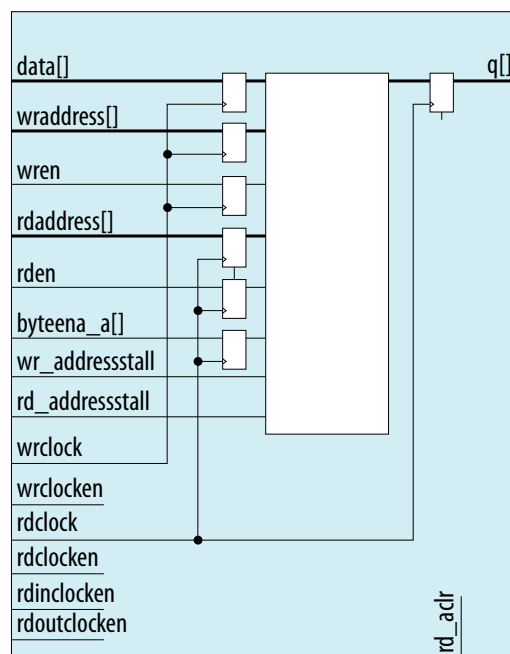 data[]
q[]
wraddress[]
wren
rdaddress[]
rden
byteena_a[]
wr_addressstall
rd_addressstall
wrclock
wrclocken
rdclock
rdclocken
rdinclocken
rdoutclocken
rd_aclr